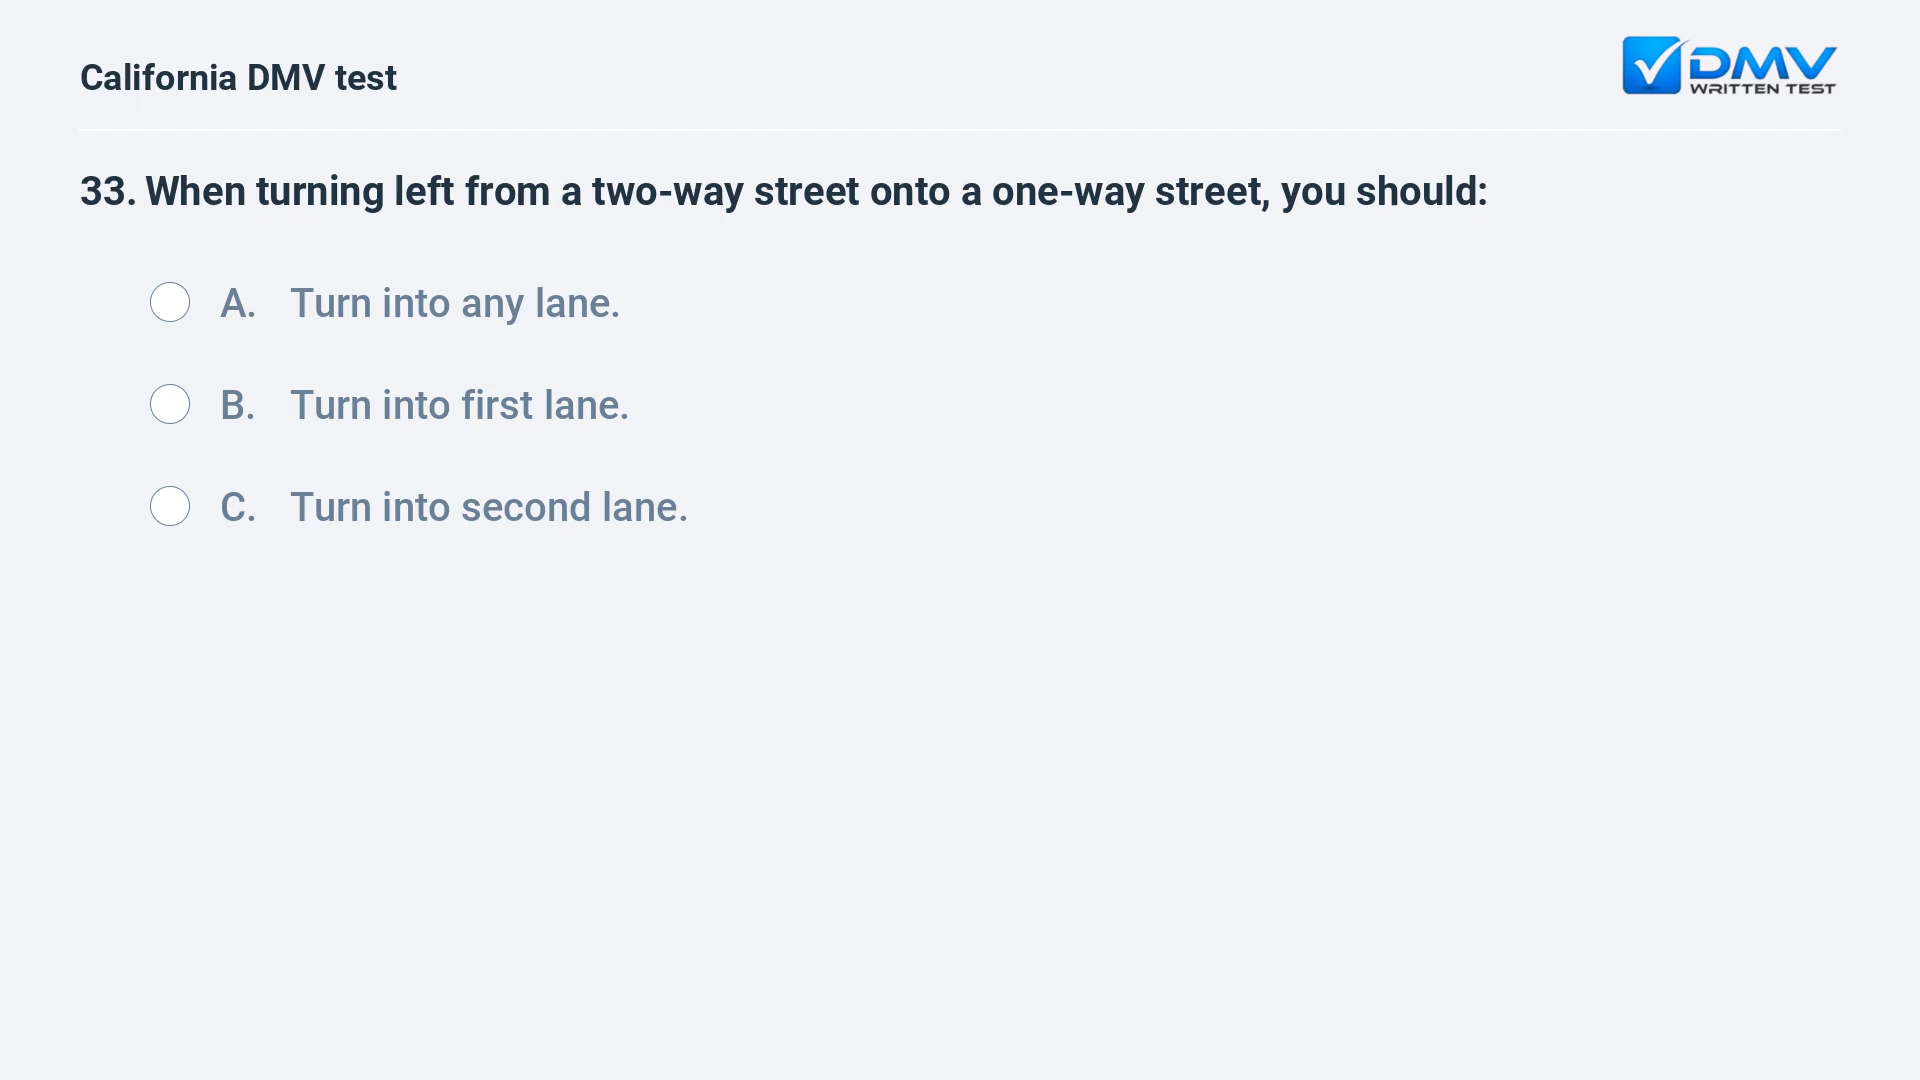 California DMV test
DMV
WRITTEN TEST
33. When turning left from a two-way street onto a one-way street, you should:
A. Turn into any lane.
B. Turn into first lane.
C. Turn into second lane.